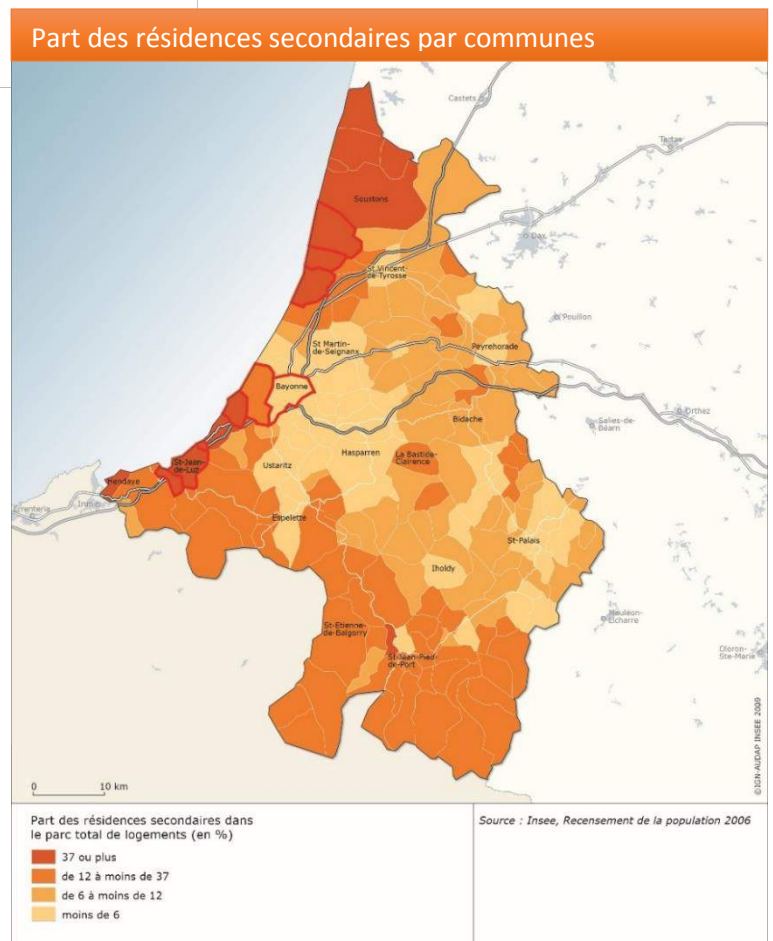 Part des résidences secondaires par communes
Castets
Tartas
Soustons
Dax
St Vincent-
de-Tyrosse
Pouillon
St Martin-
de-Seignanx
Peyrehorade
Bayonne
Orthez
Salies-de-
Béarn
Bidache
St-Jean-
de-Luz
Hasparren
La Bastide-
Clairence
Ustaritz
Hendaye
Irun
Espelette
St-Palais
Iholdy
Mauléon-
Licharre
St-Etienne-
de-Baïgorry
Oloron-
Ste-Marie
St-Jean-Pied-
de-Port
0 10 km
©IGN-AUDAP INSEE 2009
Part des résidences secondaires dans
le parc total de logements (en %)
37 ou plus
de 12 à moins de 37
de 6 à moins de 12
moins de 6
Source : Insee, Recensement de la population 2006